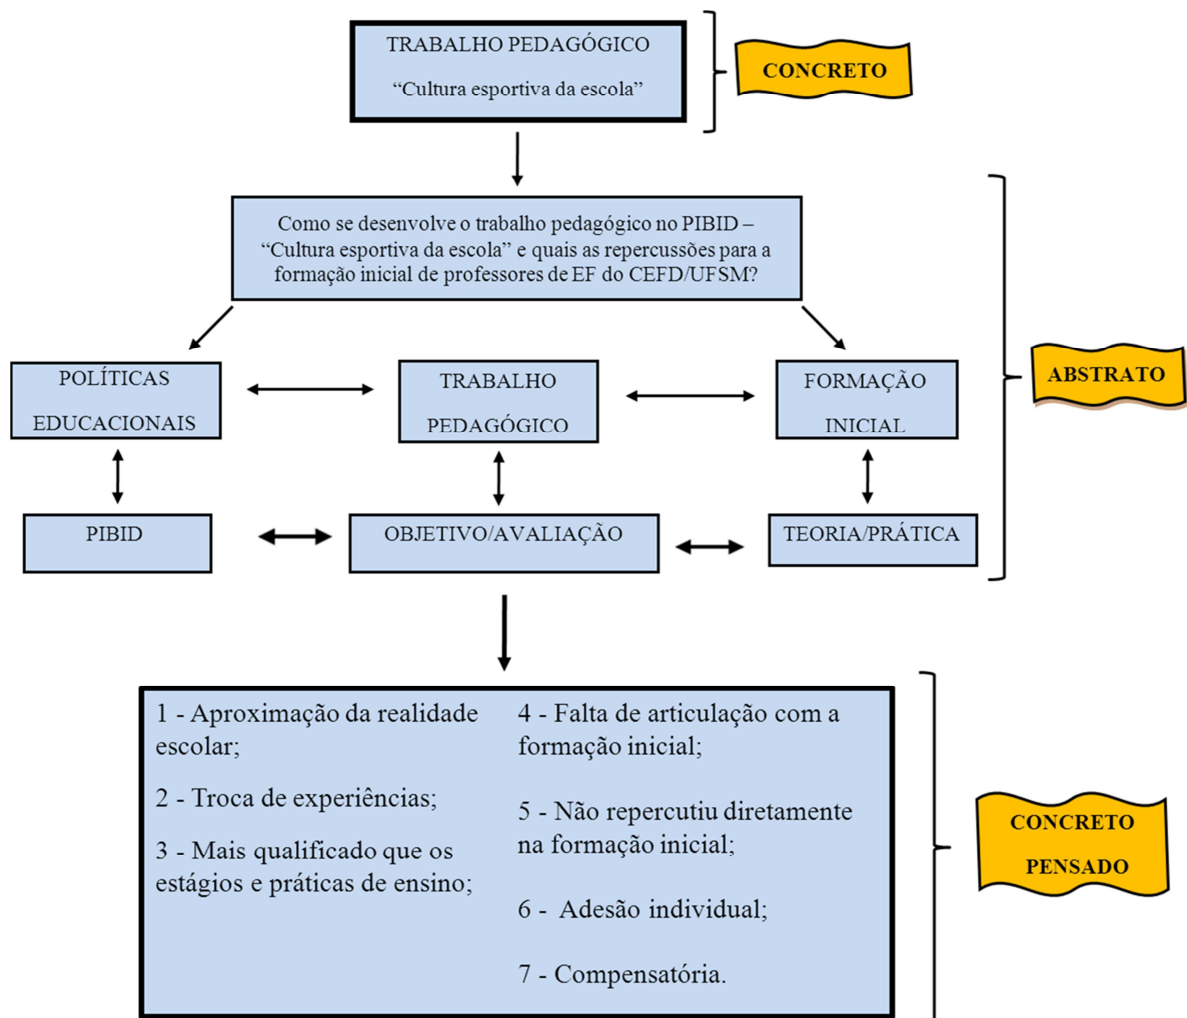 TRABALHO PEDAGÓGICO
“Cultura esportiva da escola”
CONCRETO
Como se desenvolve o trabalho pedagógico no PIBID –
“Cultura esportiva da escola” e quais as repercussões para a
formação inicial de professores de EF do CEFD/UFSM?
POLÍTICAS
EDUCACIONAIS
TRABALHO
PEDAGÓGICO
FORMAÇÃO
INICIAL
ABSTRATO
PIBID
OBJETIVO/AVALIAÇÃO
TEORIA/PRÁTICA
1 - Aproximação da realidade
escolar;
2 - Troca de experiências;
3 - Mais qualificado que os
estágios e práticas de ensino;
4 - Falta de articulação com a
formação inicial;
5 - Não repercutiu diretamente
na formação inicial;
6 - Adesão individual;
7 - Compensatória.
CONCRETO
PENSADO